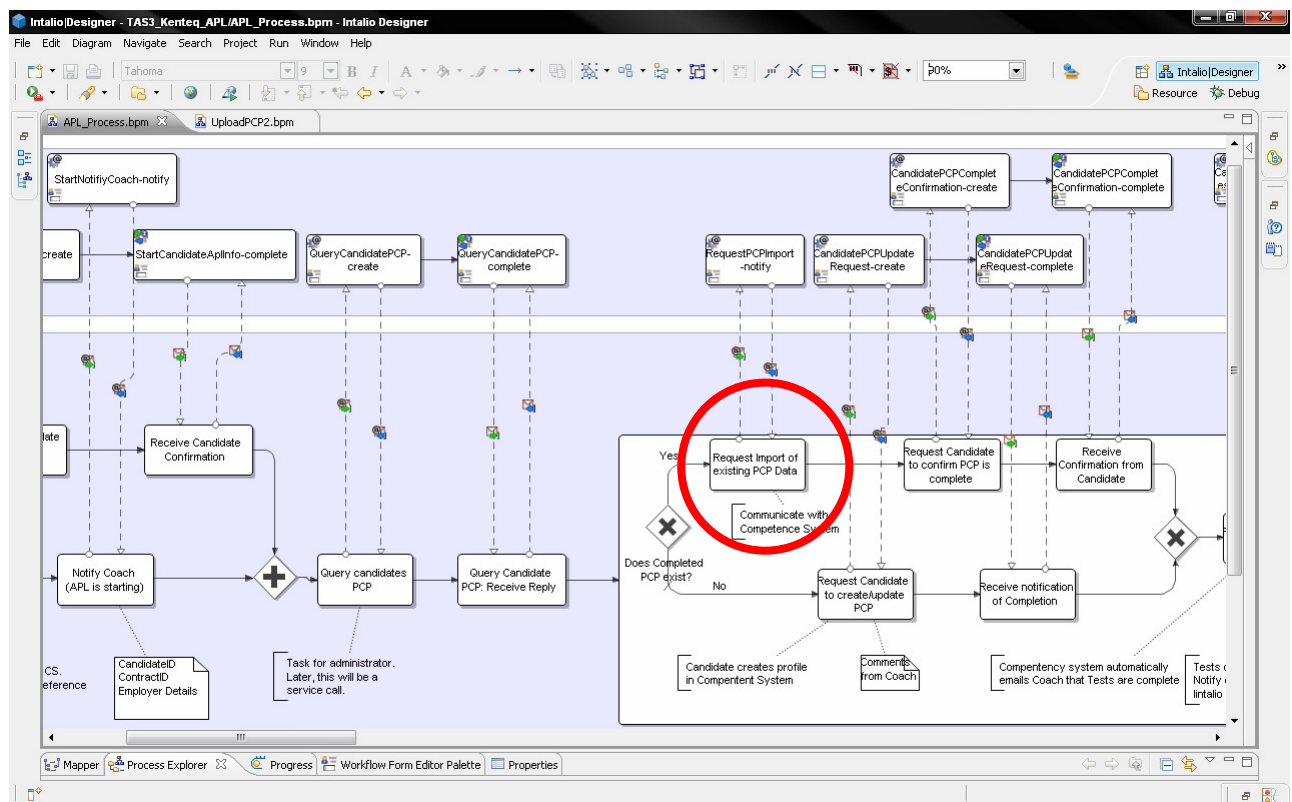 Intalio|Designer - TAS3_Kenteq_APL/APL_Process.bpm - Intalio Designer
File Edit Diagram Navigate Search Project Run Window Help
Tahoma
9
B I A
Intalio|Designer
Resource Debug
APL_Process.bpm
UploadPCP2.bpm
StartNotifiyCoach-notify
CandidatePCPComplet
eConfirmation-create
CandidatePCPComplet
eConfirmation-complete
create
StartCandidateAplInfo-complete
QueryCandidatePCP-
create
QueryCandidatePCP-
complete
RequestPCPImport
-notify
CandidatePCPUpdate
Request-create
CandidatePCPUpdat
eRequest-complete
Receive Candidate
Confirmation
Yes
Request Import of
existing PCP Data
Request Candidate
to confirm PCP is
complete
Receive
Confirmation from
Candidate
Communicate with
Competence System
Does Completed
PCP exist?
No
Notify Coach
(APL is starting)
Query candidates
PCP
Query Candidate
PCP: Receive Reply
Request Candidate
to create/update
PCP
Receive notification
of Completion
CS.
eference
CandidateID
ContractID
Employer Details
Task for administrator.
Later, this will be a
service call.
Candidate creates profile
in Compentent System
Comments
from Coach
Compentency system automatically
emails Coach that Tests are complete
Tests
Notify
lintalio
Mapper
Process Explorer
Progress
Workflow Form Editor Palette
Properties